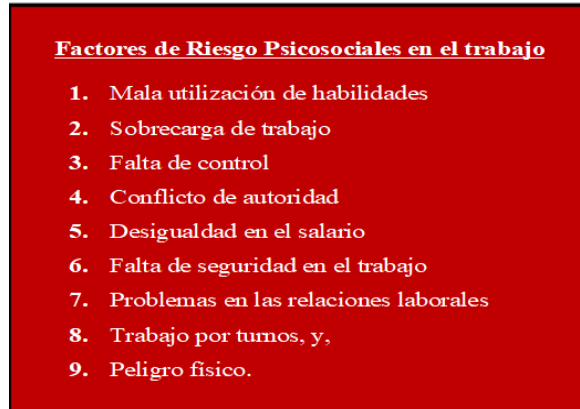 Factores de Riesgo Psicosociales en el trabajo
1. Mala utilización de habilidades
2. Sobrecarga de trabajo
3. Falta de control
4. Conflicto de autoridad
5. Desigualdad en el salario
6. Falta de seguridad en el trabajo
7. Problemas en las relaciones laborales
8. Trabajo por turnos, y,
9. Peligro físico.